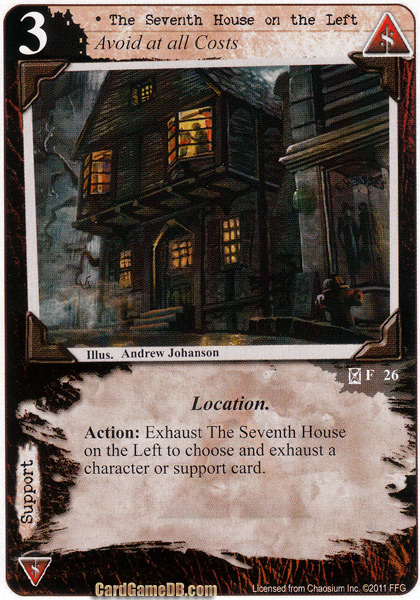 3
• The Seventh House on the Left
Avoid at all Costs
Illus. Andrew Johanson
F 26
Location.
Action: Exhaust The Seventh House
on the Left to choose and exhaust a
character or support card.
Support
Licensed from Chaosium Inc. ©2011 FFG
CardGameDB.com